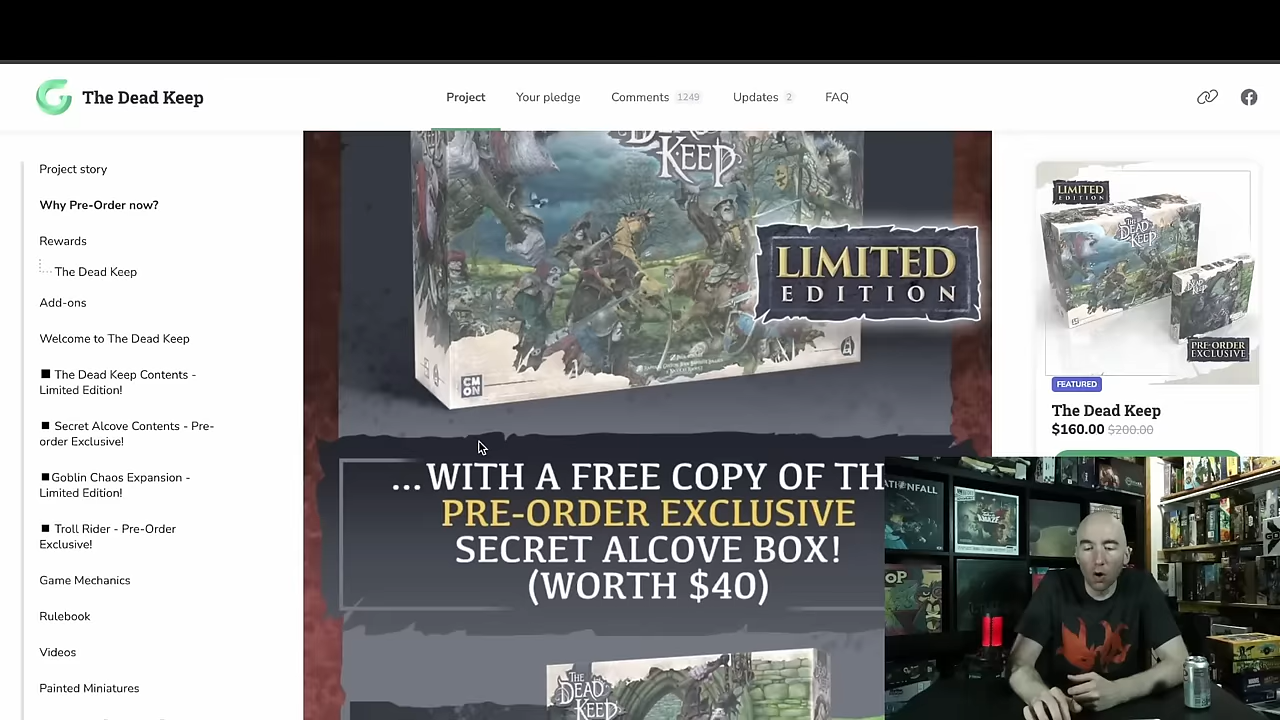 The Dead Keep
Project
Your pledge
Comments 1249
Updates 2
FAQ
Project story
Why Pre-Order now?
Rewards
The Dead Keep
Add-ons
Welcome to The Dead Keep
The Dead Keep Contents -
Limited Edition!
Secret Alcove Contents - Pre-
order Exclusive!
Goblin Chaos Expansion -
Limited Edition!
Troll Rider - Pre-Order
Exclusive!
Game Mechanics
Rulebook
Videos
Painted Miniatures
DEAD
KEEP
LIMITED
EDITION
CMON
...WITH A FREE COPY OF TH
PRE-ORDER EXCLUSIVE
SECRET ALCOVE BOX!
(WORTH $40)
THE
DEAD
KEEP
LIMITED
EDITION
THE
DEAD
KEEP
PRE-ORDER
EXCLUSIVE
FEATURED
The Dead Keep
$160.00 $200.00